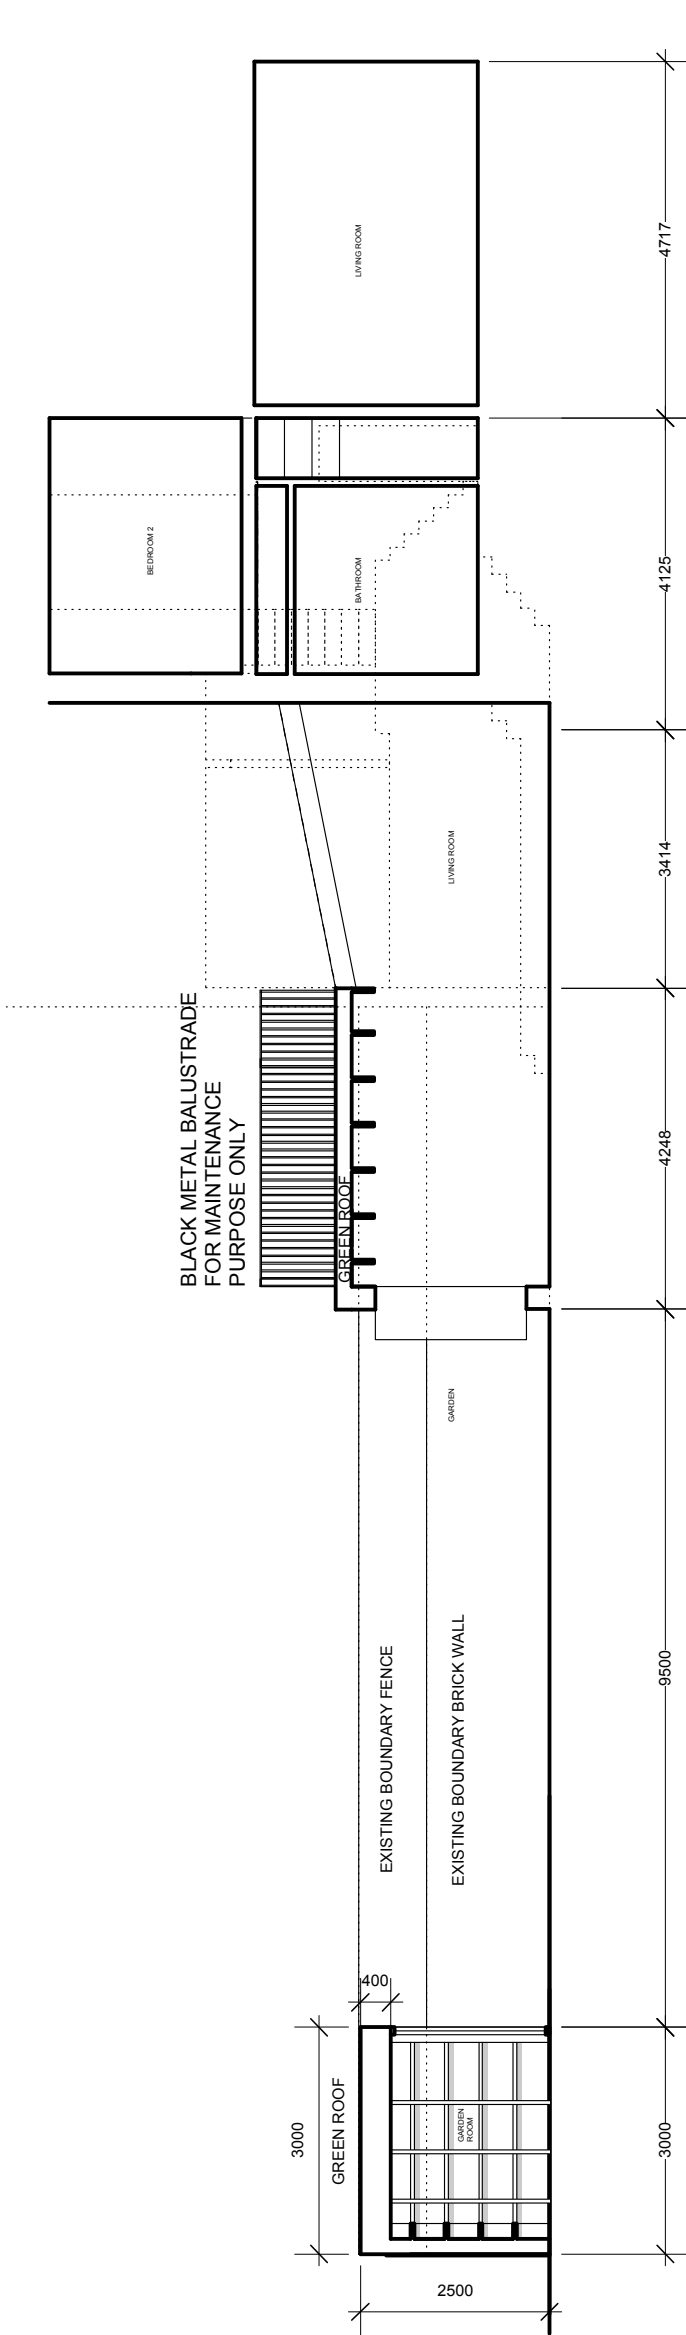 LIVING ROOM
4717
BEDROOM 2
BATHROOM
4125
LIVING ROOM
3414
BLACK METAL BALUSTRADE
FOR MAINTENANCE
PURPOSE ONLY
GREEN ROOF
4248
GARDEN
EXISTING BOUNDARY FENCE
EXISTING BOUNDARY BRICK WALL
9500
400
3000
GREEN ROOF
GARDEN
ROOM
3000
2500